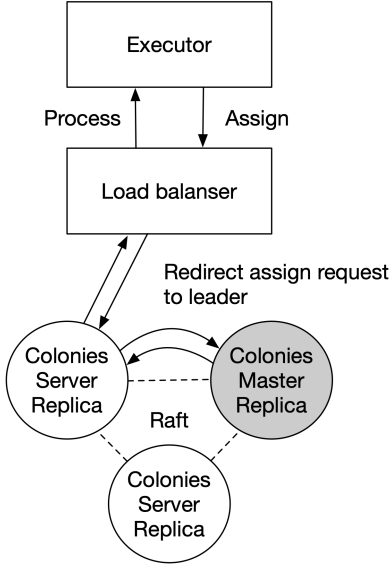 Executor
Process
Assign
Load balanser
Redirect assign request
to leader
Colonies
Server
Replica
Colonies
Master
Replica
Raft
Colonies
Server
Replica